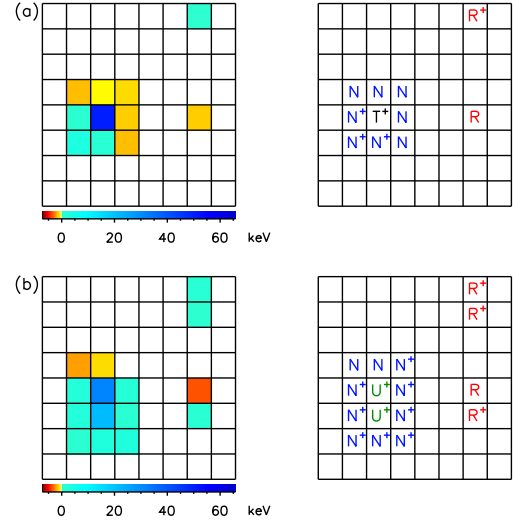 (a) R⁺
N N N
N⁺ T⁺ N R
N⁺ N⁺ N
0 20 40 60 keV
(b) R⁺
R⁺
N N N⁺
N⁺ U⁺ N⁺ R
N⁺ U⁺ N⁺ R⁺
N⁺ N⁺ N⁺
0 20 40 60 keV